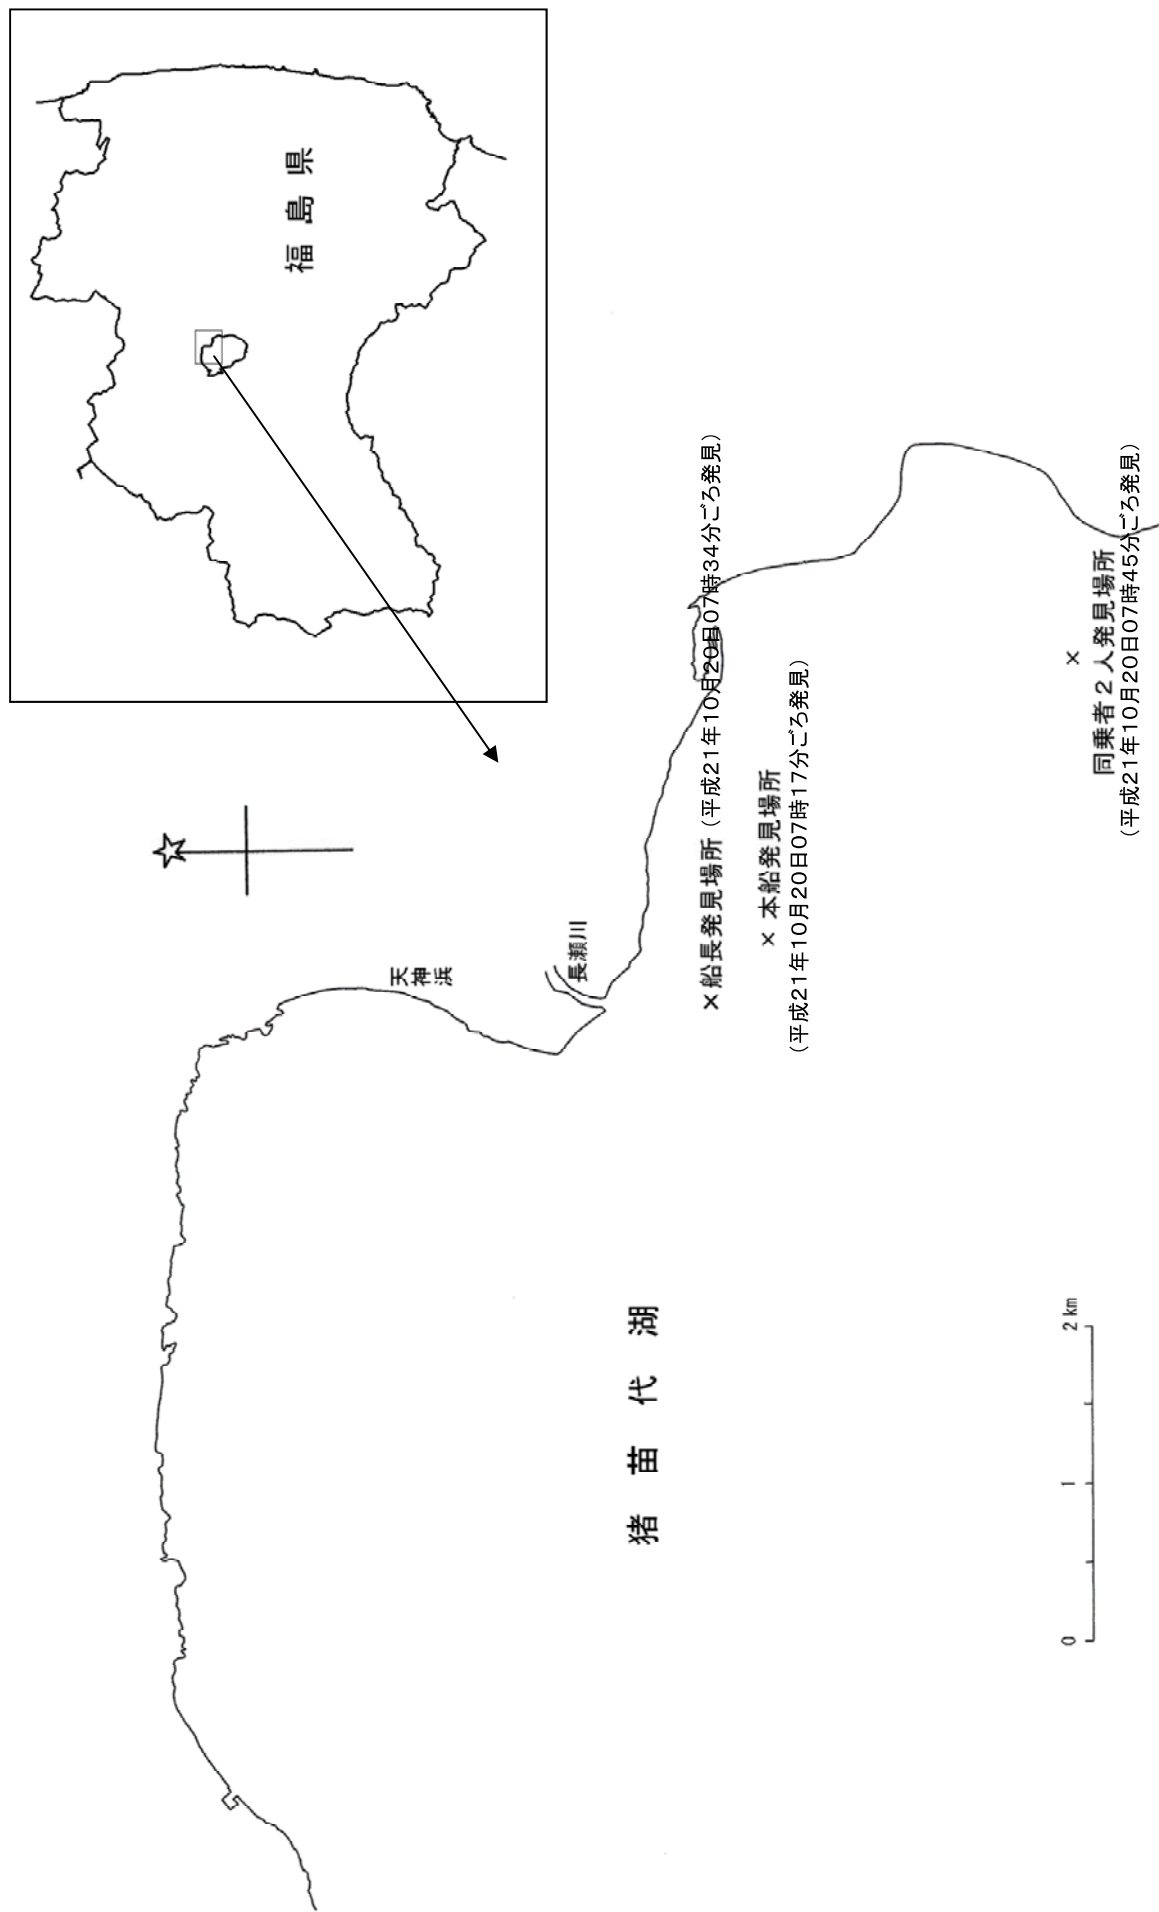 福島県
天神浜
長瀬川
×船長発見場所（平成21年10月20日07時34分ごろ発見）
× 本船発見場所
（平成21年10月20日07時17分ごろ発見）
×
同乗者２人発見場所
（平成21年10月20日07時45分ごろ発見）
猪苗代湖
0 1 2㎞